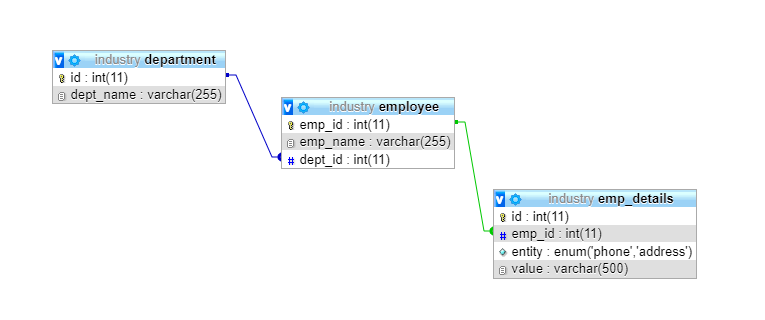 industry department
id : int(11)
dept_name : varchar(255)
industry employee
emp_id : int(11)
emp_name : varchar(255)
# dept_id : int(11)
industry emp_details
id : int(11)
# emp_id : int(11)
entity : enum('phone','address')
value : varchar(500)